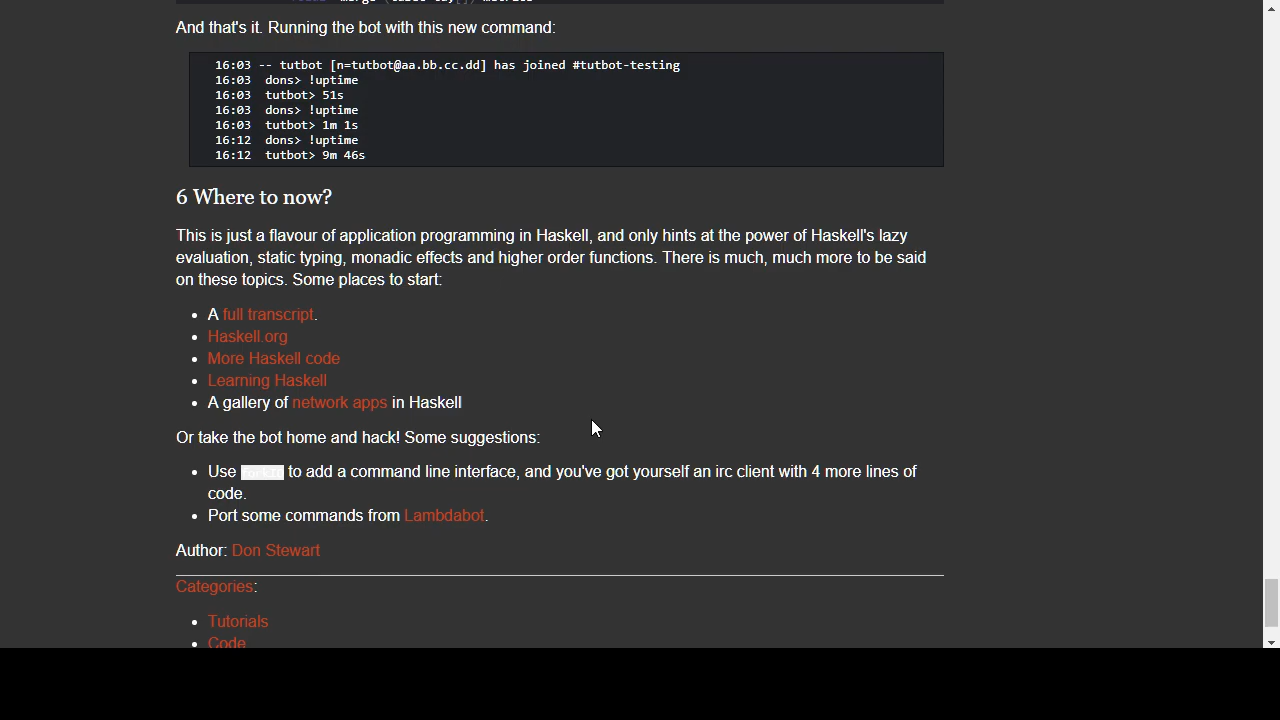 And that's it. Running the bot with this new command:
16:03 -- tutbot [n=tutbot@aa.bb.cc.dd] has joined #tutbot-testing
16:03 dons> !uptime
16:03 tutbot> 51s
16:03 dons> !uptime
16:03 tutbot> 1m 1s
16:12 dons> !uptime
16:12 tutbot> 9m 46s
6 Where to now?
This is just a flavour of application programming in Haskell, and only hints at the power of Haskell's lazy
evaluation, static typing, monadic effects and higher order functions. There is much, much more to be said
on these topics. Some places to start:
• A full transcript.
• Haskell.org
• More Haskell code
• Learning Haskell
• A gallery of network apps in Haskell
Or take the bot home and hack! Some suggestions:
• Use to add a command line interface, and you've got yourself an irc client with 4 more lines of
code.
• Port some commands from Lambdabot.
Author: Don Stewart
Categories:
• Tutorials
• Code